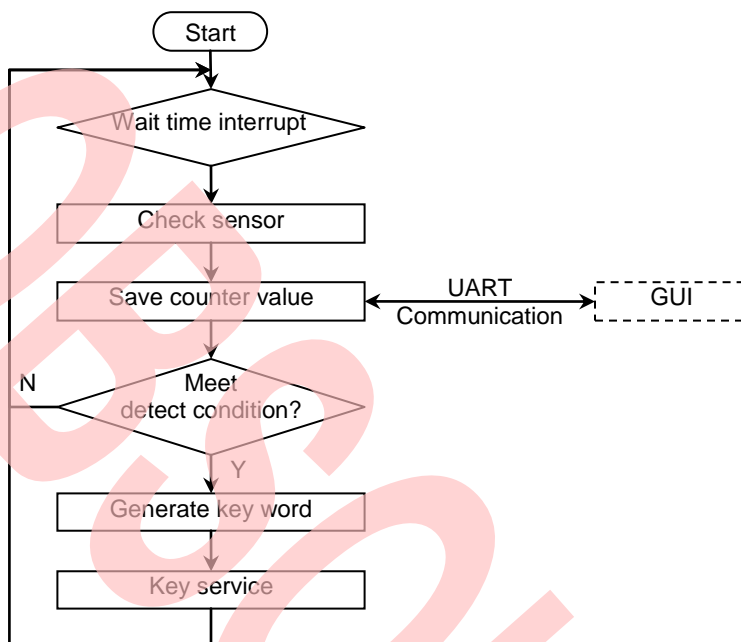 Start
Wait time interrupt
Check sensor
Save counter value
UART
Communication
GUI
N
Meet
detect condition?
Y
Generate key word
Key service